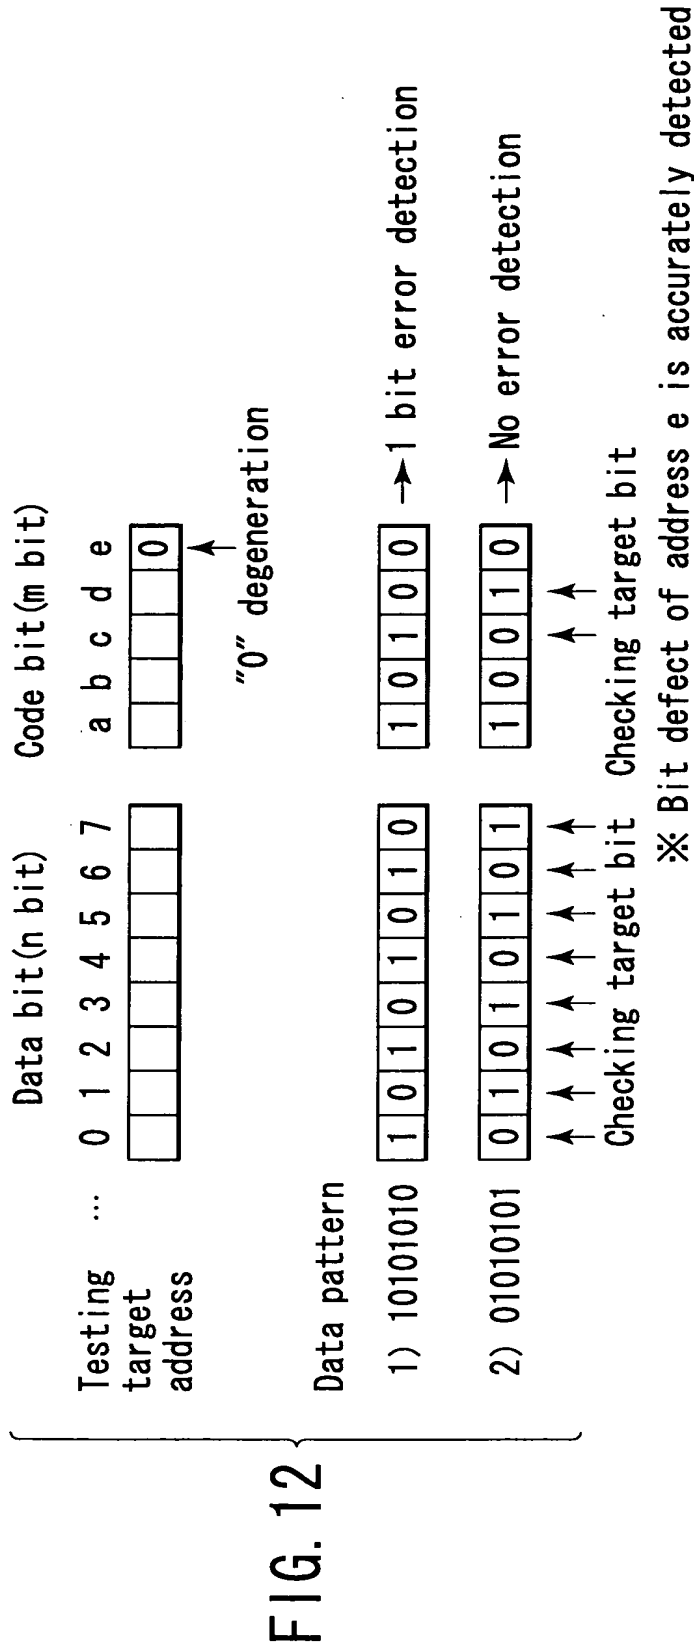 FIG. 12
Data bit(n bit) Code bit(m bit)
Testing ... 0 1 2 3 4 5 6 7 a b c d e
target
address
0
"0" degeneration
Data pattern
1) 10101010 1 0 1 0 1 0 1 0 1 0 1 0 0 → 1 bit error detection
2) 01010101 0 1 0 1 0 1 0 1 1 0 0 1 0 → No error detection
Checking target bit Checking target bit
※ Bit defect of address e is accurately detected